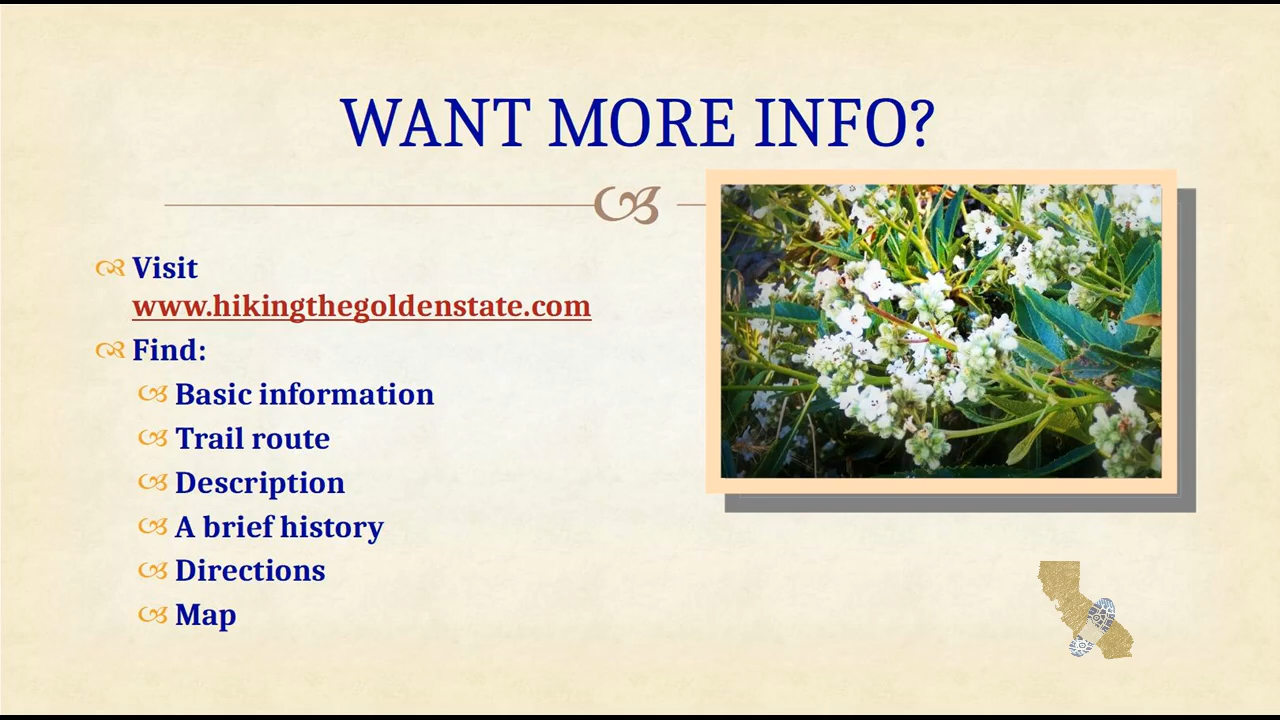 WANT MORE INFO?
Visit
www.hikingthegoldenstate.com
Find:
Basic information
Trail route
Description
A brief history
Directions
Map